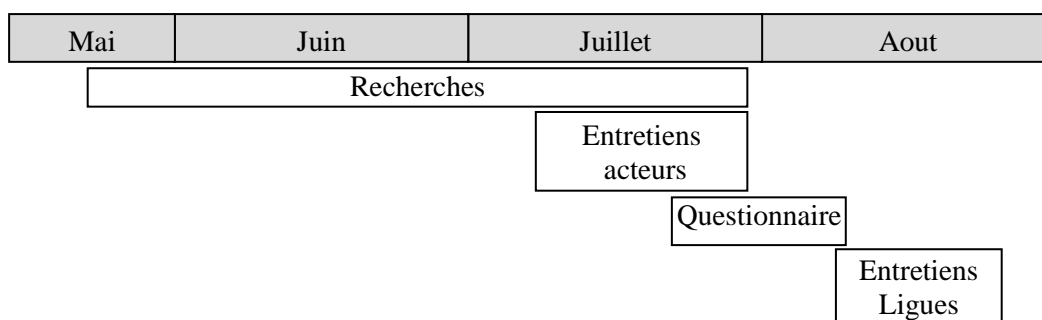 Mai Juin Juillet Aout
Recherches
Entretiens
acteurs
Questionnaire
Entretiens
Ligues